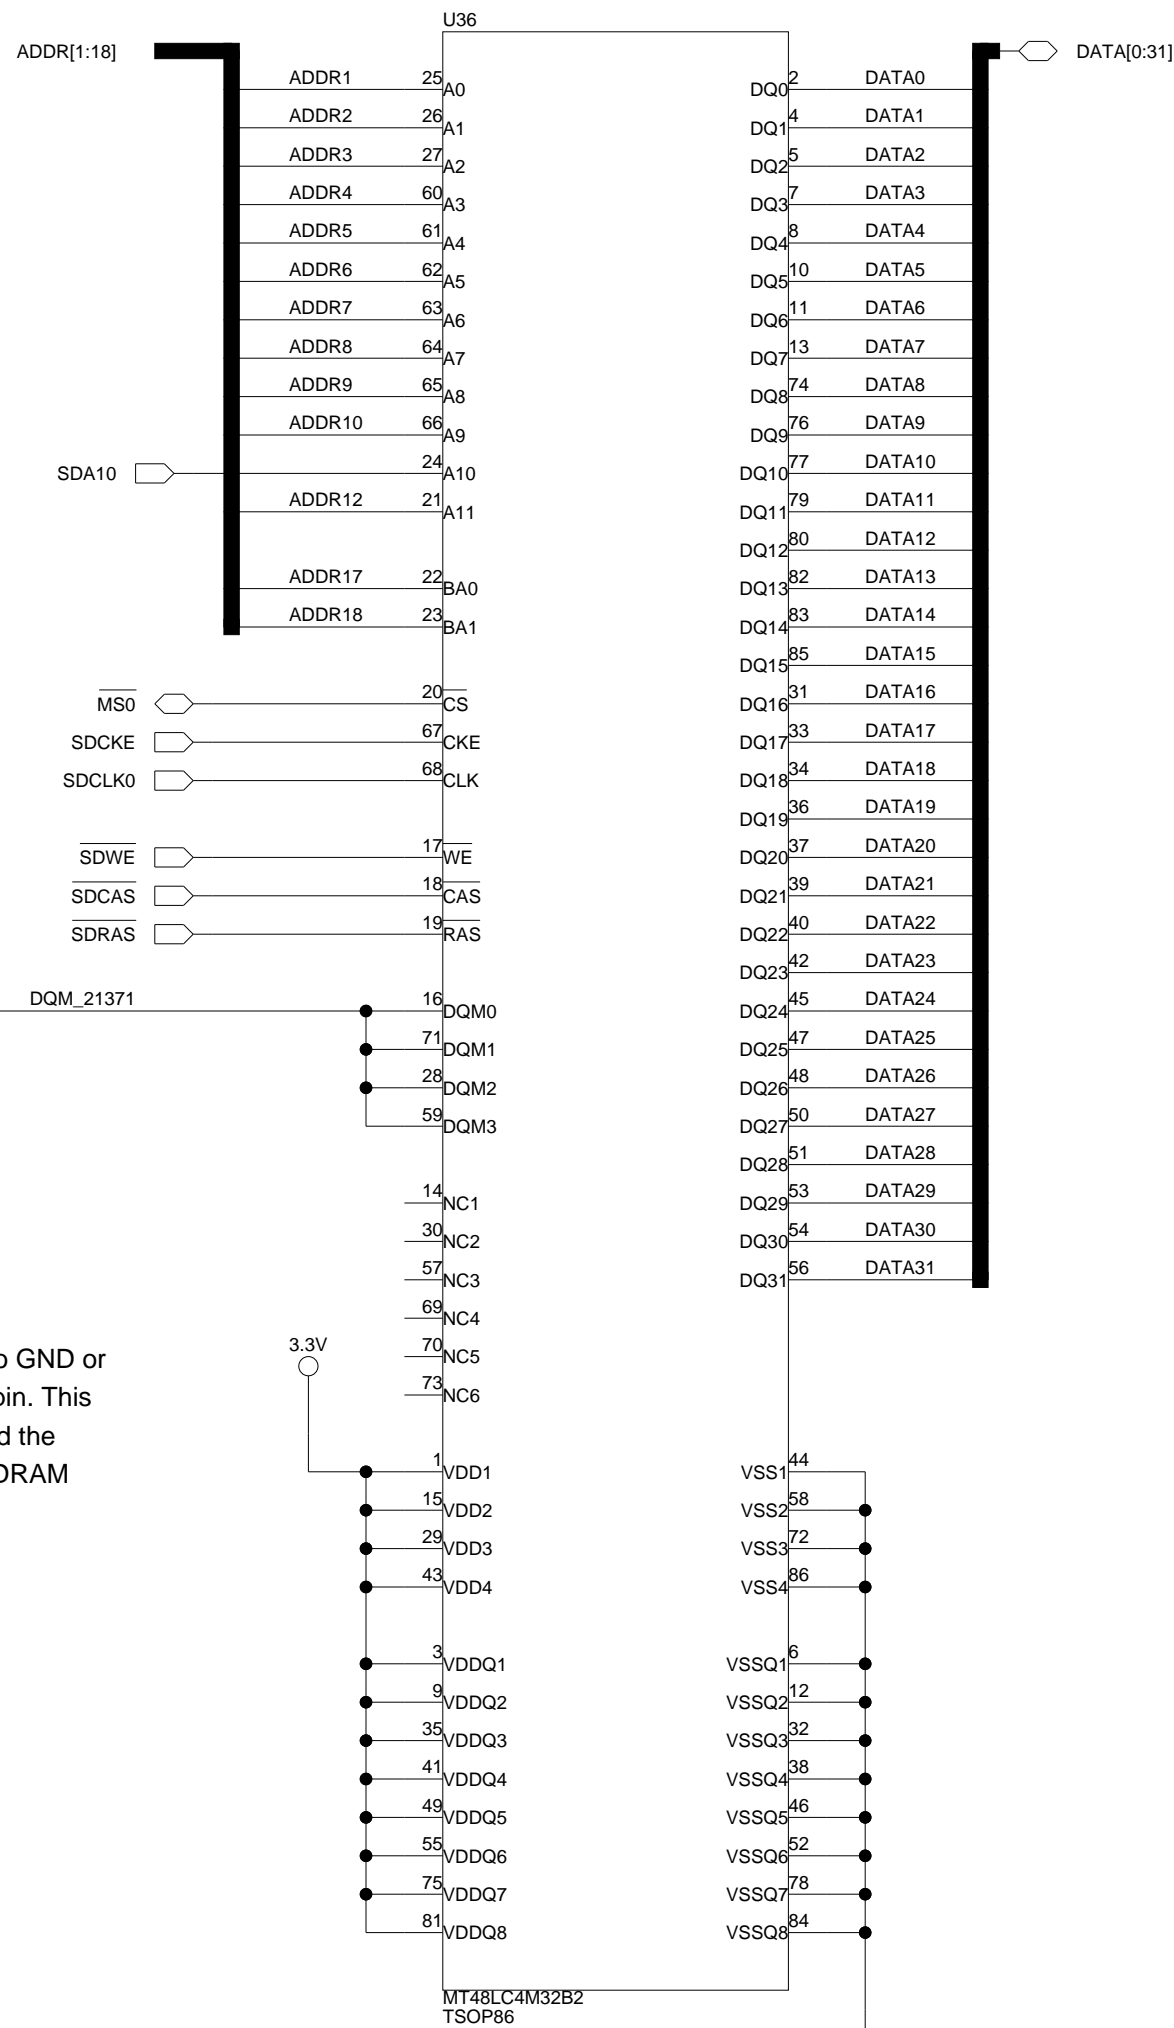 U36
ADDR[1:18] DATA[0:31]
ADDR1 25 A0 DQ0 2 DATA0
ADDR2 26 A1 DQ1 4 DATA1
ADDR3 27 A2 DQ2 5 DATA2
ADDR4 60 A3 DQ3 7 DATA3
ADDR5 61 A4 DQ4 8 DATA4
ADDR6 62 A5 DQ5 10 DATA5
ADDR7 63 A6 DQ6 11 DATA6
ADDR8 64 A7 DQ7 13 DATA7
ADDR9 65 A8 DQ8 74 DATA8
ADDR10 66 A9 DQ9 76 DATA9
SDA10 24 A10 DQ10 77 DATA10
ADDR12 21 A11 DQ11 79 DATA11
DQ12 80 DATA12
ADDR17 22 BA0 DQ13 82 DATA13
ADDR18 23 BA1 DQ14 83 DATA14
DQ15 85 DATA15
MS0 20 CS DQ16 31 DATA16
SDCKE 67 CKE DQ17 33 DATA17
SDCLK0 68 CLK DQ18 34 DATA18
DQ19 36 DATA19
SDWE 17 WE DQ20 37 DATA20
SDCAS 18 CAS DQ21 39 DATA21
SDRAS 19 RAS DQ22 40 DATA22
DQ23 42 DATA23
DQM_21371 16 DQM0 DQ24 45 DATA24
71 DQM1 DQ25 47 DATA25
28 DQM2 DQ26 48 DATA26
59 DQM3 DQ27 50 DATA27
DQ28 51 DATA28
14 NC1 DQ29 53 DATA29
30 NC2 DQ30 54 DATA30
57 NC3 DQ31 56 DATA31
69 NC4
70 NC5
73 NC6
3.3V
o GND or
pin. This
d the
DRAM
1 VDD1 VSS1 44
15 VDD2 VSS2 58
29 VDD3 VSS3 72
43 VDD4 VSS4 86
3 VDDQ1 VSSQ1 6
9 VDDQ2 VSSQ2 12
35 VDDQ3 VSSQ3 32
41 VDDQ4 VSSQ4 38
49 VDDQ5 VSSQ5 46
55 VDDQ6 VSSQ6 52
75 VDDQ7 VSSQ7 78
81 VDDQ8 VSSQ8 84
MT48LC4M32B2
TSOP86